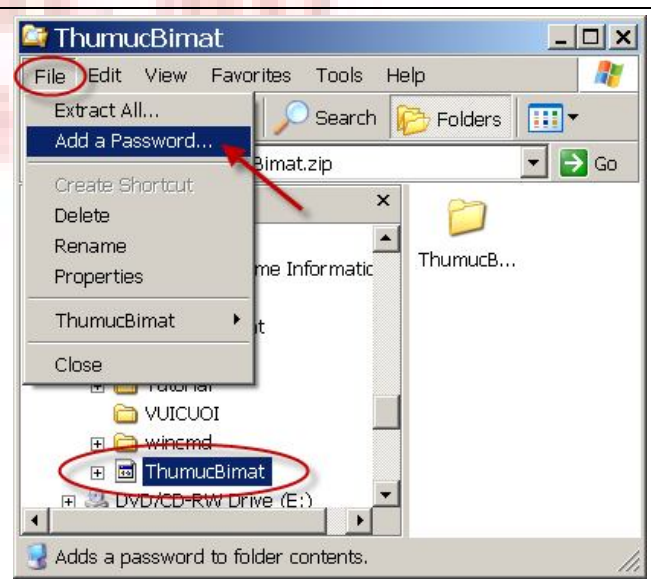 ThumucBimat
File Edit View Favorites Tools Help
Extract All...
Search Folders
Add a Password...
Bimat.zip Go
Create Shortcut
Delete
Rename
me Informatic
ThumucB...
Properties
ThumucBimat
Close
Tutorial
VUICUOI
wincmd
ThumucBimat
DVD/CD-RW Drive (E:)
Adds a password to folder contents.